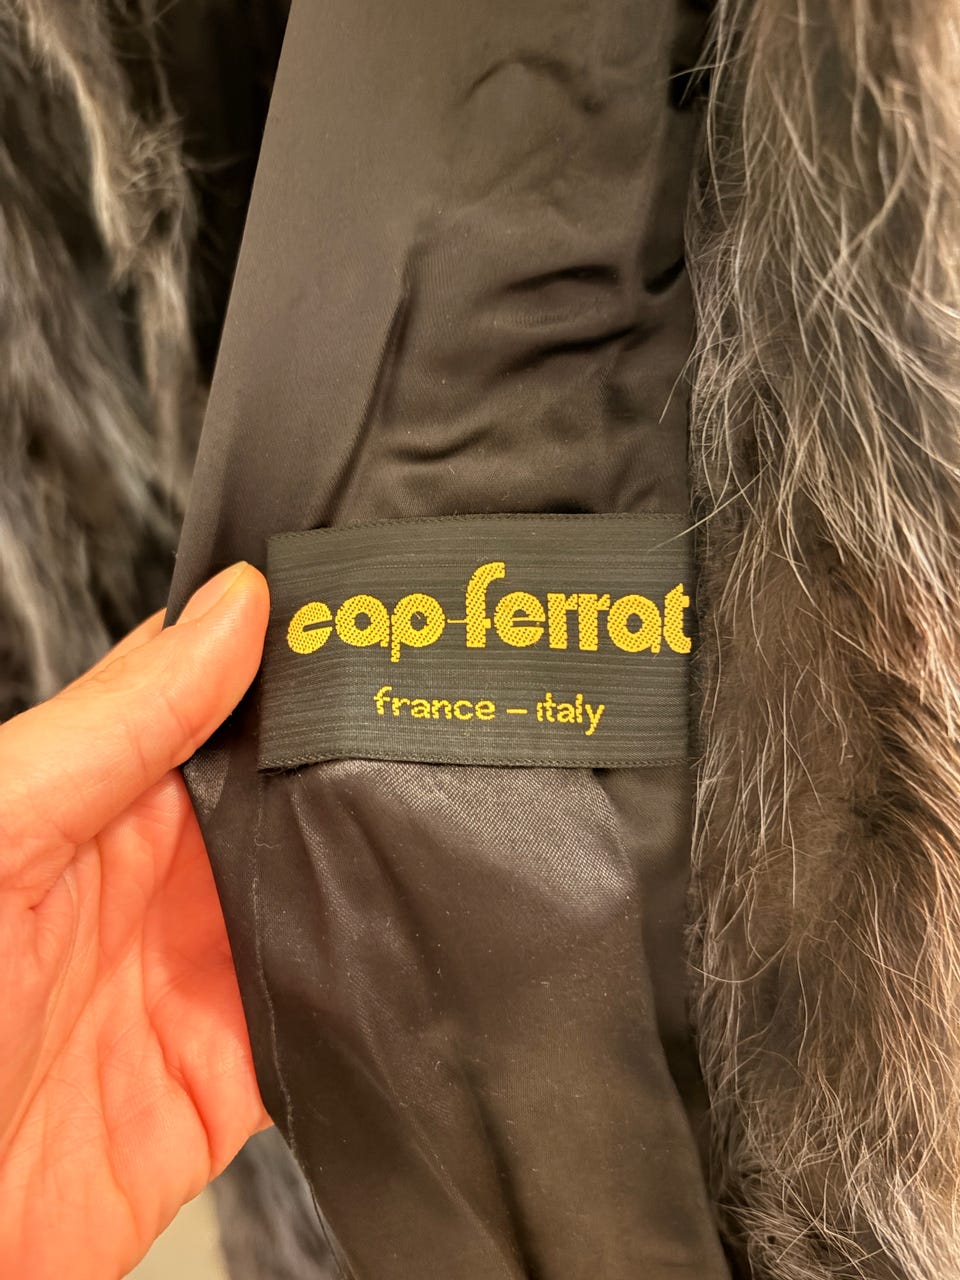 cap-ferrat
france – italy